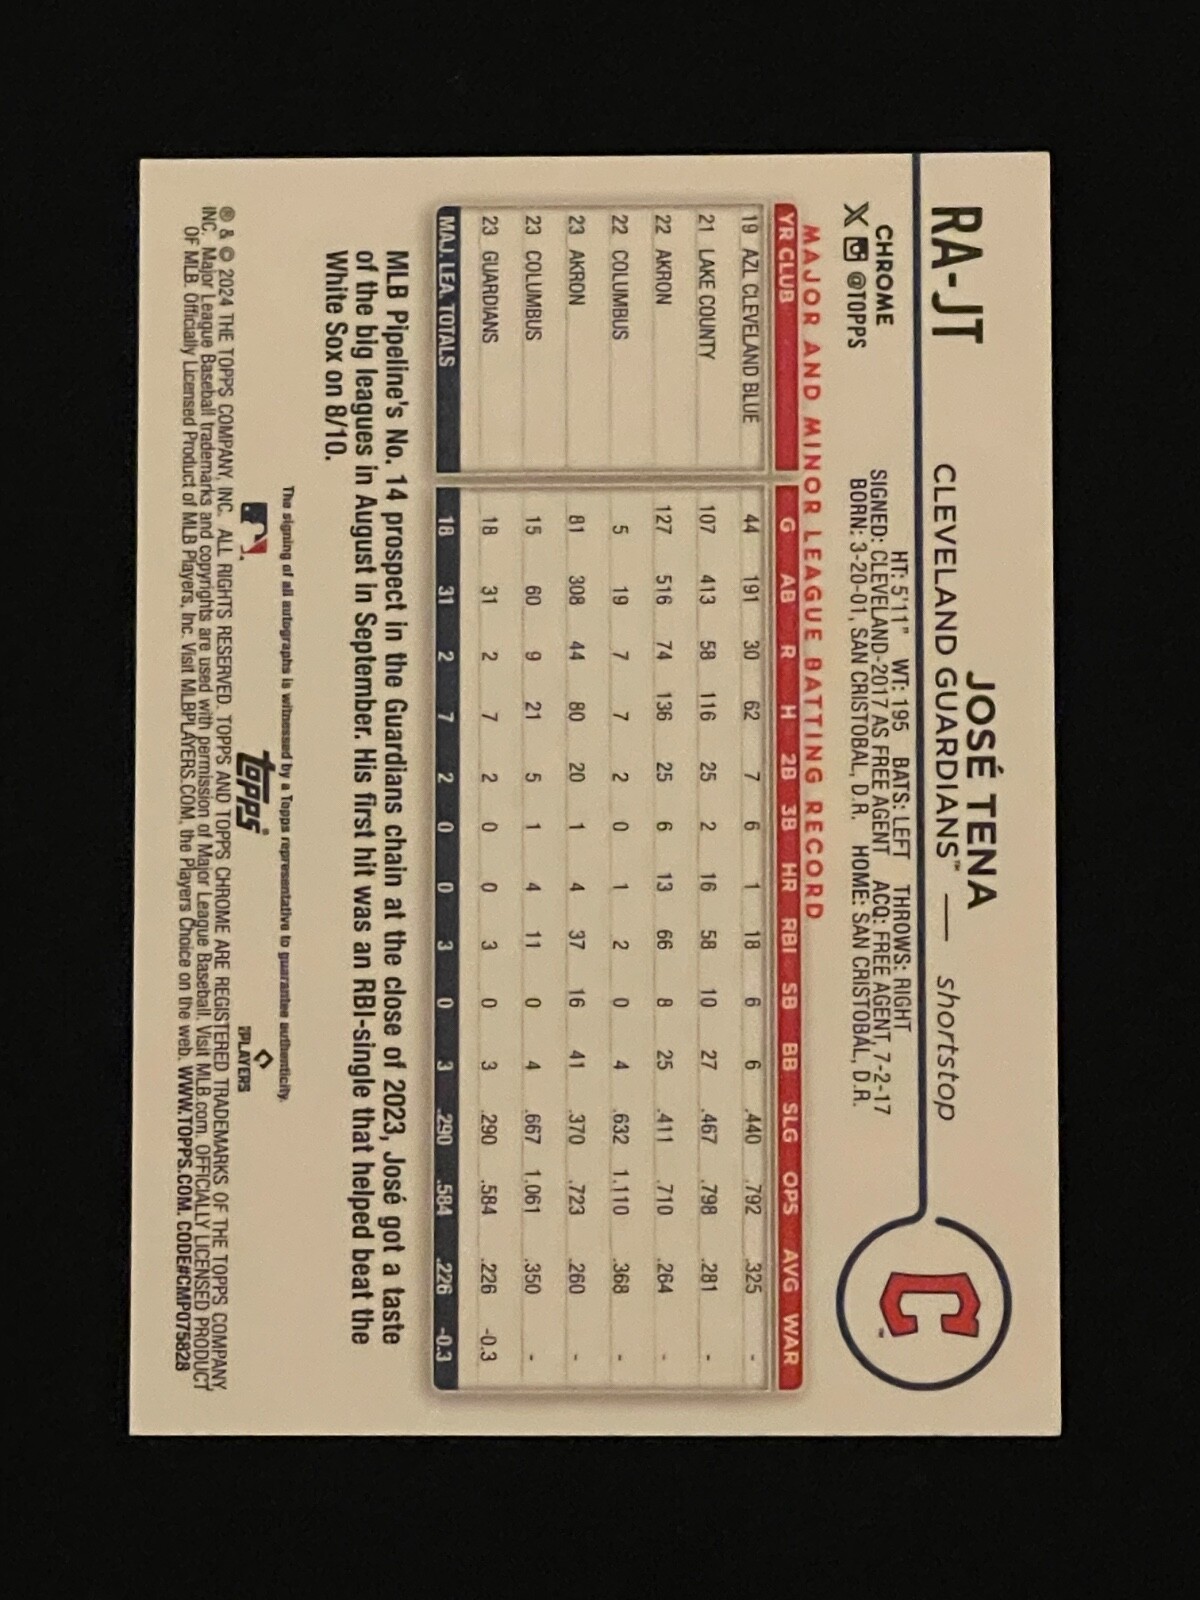 RA-JT
JOSÉ TENA
CLEVELAND GUARDIANS™ — shortstop
CHROME
X @TOPPS
HT: 5'11" WT: 195 BATS: LEFT THROWS: RIGHT
SIGNED: CLEVELAND-2017 AS FREE AGENT ACQ: FREE AGENT, 7-2-17
BORN: 3-20-01, SAN CRISTOBAL, D.R. HOME: SAN CRISTOBAL, D.R.
C™
MAJOR AND MINOR LEAGUE BATTING RECORD
YR CLUB G AB R H 2B 3B HR RBI SB BB SLG OPS AVG WAR
19 AZL CLEVELAND BLUE 44 191 30 62 7 6 1 18 6 6 .440 .792 .325 -
21 LAKE COUNTY 107 413 58 116 25 2 16 58 10 27 .467 .798 .281 -
22 AKRON 127 516 74 136 25 6 13 66 8 25 .411 .710 .264 -
22 COLUMBUS 5 19 7 7 2 0 1 2 0 4 .632 1.110 .368 -
23 AKRON 81 308 44 80 20 1 4 37 16 41 .370 .723 .260 -
23 COLUMBUS 15 60 9 21 5 1 4 11 0 4 .667 1.061 .350 -
23 GUARDIANS 18 31 2 7 2 0 0 3 0 3 .290 .584 .226 -0.3
MAJ. LEA. TOTALS 18 31 2 7 2 0 0 3 0 3 .290 .584 .226 -0.3
MLB Pipeline's No. 14 prospect in the Guardians chain at the close of 2023, José got a taste
of the big leagues in August in September. His first hit was an RBI-single that helped beat the
White Sox on 8/10.
The signing of all autographs is witnessed by a Topps representative to guarantee authenticity.
topps®
PLAYERS
® & © 2024 THE TOPPS COMPANY, INC. ALL RIGHTS RESERVED. TOPPS AND TOPPS CHROME ARE REGISTERED TRADEMARKS OF THE TOPPS COMPANY,
INC. Major League Baseball trademarks and copyrights are used with permission of Major League Baseball. Visit MLB.com. OFFICIALLY LICENSED PRODUCT
OF MLB. Officially Licensed Product of MLB Players, Inc. Visit MLBPLAYERS.COM, the Players Choice on the web. WWW.TOPPS.COM. CODE#CMP075828